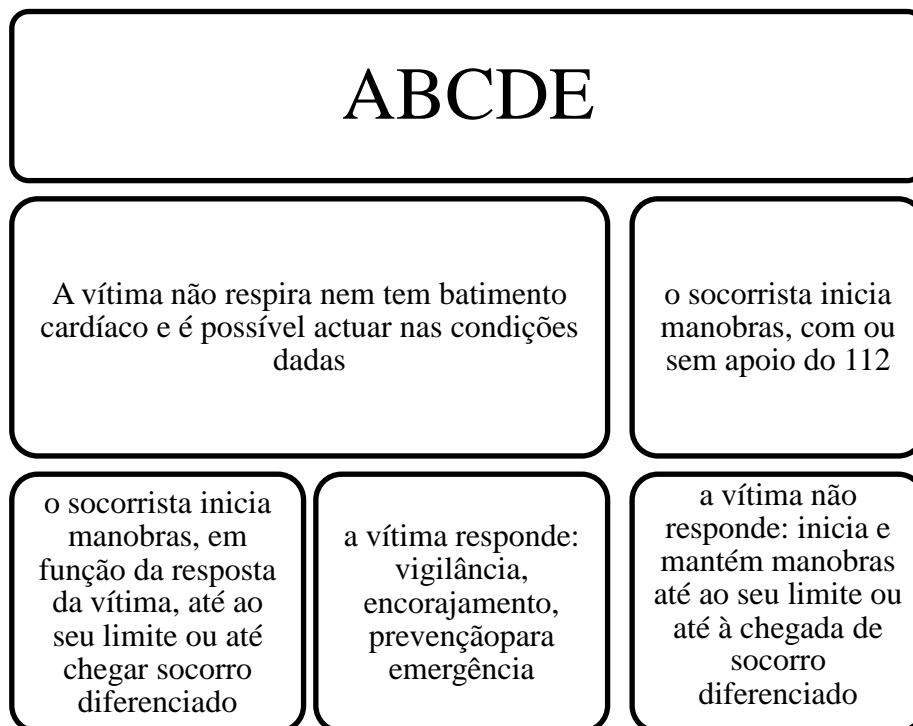 ABCDE
A vítima não respira nem tem batimento
cardíaco e é possível actuar nas condições
dadas
o socorrista inicia
manobras, com ou
sem apoio do 112
o socorrista inicia
manobras, em
função da resposta
da vítima, até ao
seu limite ou até
chegar socorro
diferenciado
a vítima responde:
vigilância,
encorajamento,
prevençãopara
emergência
a vítima não
responde: inicia e
mantém manobras
até ao seu limite ou
até à chegada de
socorro
diferenciado